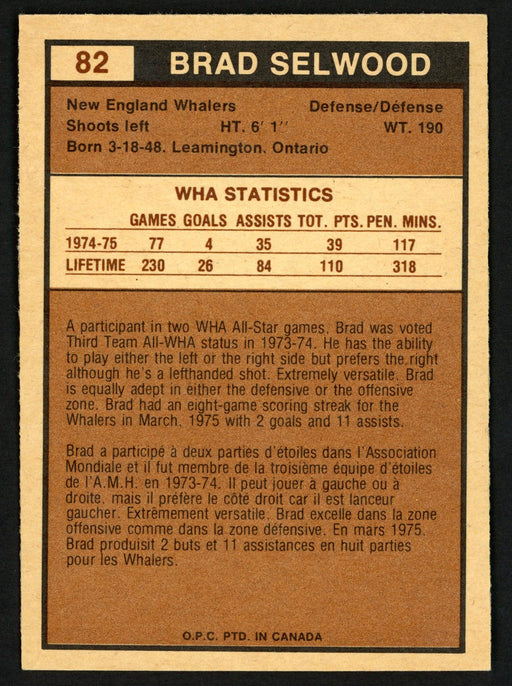 82 BRAD SELWOOD
New England Whalers Defense/Défense
Shoots left HT. 6' 1'' WT. 190
Born 3-18-48. Leamington. Ontario
WHA STATISTICS
GAMES GOALS ASSISTS TOT. PTS. PEN. MINS.
1974-75 77 4 35 39 117
LIFETIME 230 26 84 110 318
A participant in two WHA All-Star games. Brad was voted
Third Team All-WHA status in 1973-74. He has the ability
to play either the left or the right side but prefers the right
although he's a lefthanded shot. Extremely versatile. Brad
is equally adept in either the defensive or the offensive
zone. Brad had an eight-game scoring streak for the
Whalers in March, 1975 with 2 goals and 11 assists.
Brad a participé à deux parties d'étoiles dans l'Association
Mondiale et il fut membre de la troisième équipe d'étoiles
de l'A.M.H. en 1973-74. Il peut jouer à gauche ou à
droite. mais il préfère le côté droit car il est lanceur
gaucher. Extrêmement versatile. Brad excelle dans la zone
offensive comme dans la zone défensive. En mars 1975.
Brad produisit 2 buts et 11 assistances en huit parties
pour les Whalers.
O.P.C. PTD. IN CANADA